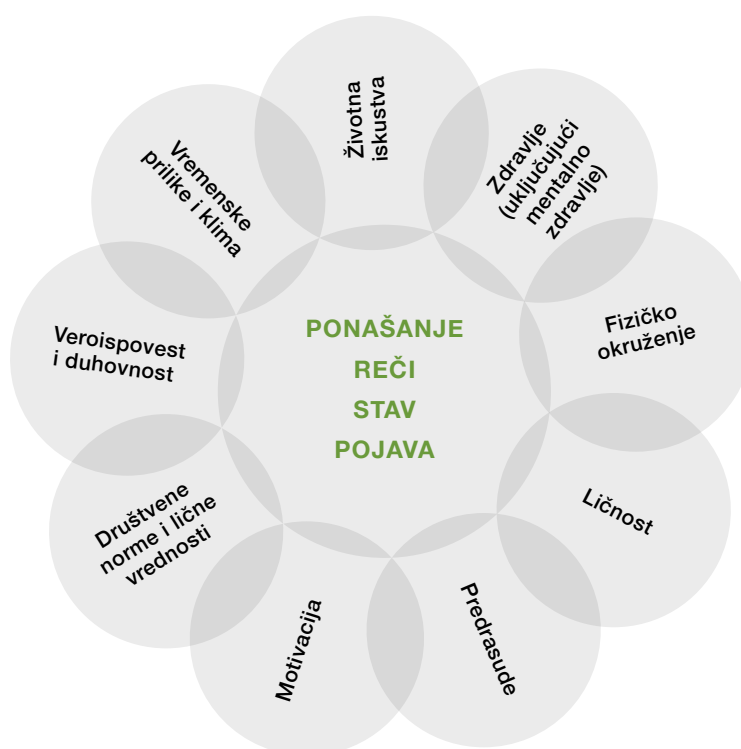 Životna
iskustva
Zdravlje
(uključujući
mentalno
zdravlje)
Fizičko
okruženje
Ličnost
Predrasude
Motivacija
Društvene
norme i lične
vrednosti
Veroispovest
i duhovnost
Vremenske
prilike i klima
PONAŠANJE
REČI
STAV
POJAVA